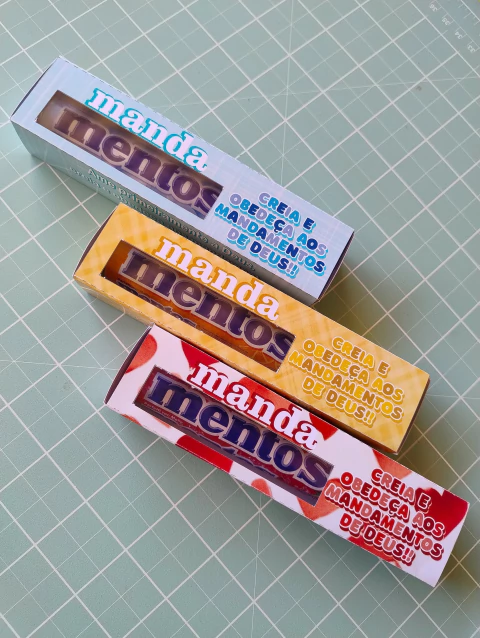 manda
mentos
CREIA E
OBEDEÇA AOS
MANDAMENTOS
DE DEUS!!
manda
mentos
CREIA E
OBEDEÇA AOS
MANDAMENTOS
DE DEUS!!
manda
mentos
CREIA E
OBEDEÇA AOS
MANDAMENTOS
DE DEUS!!